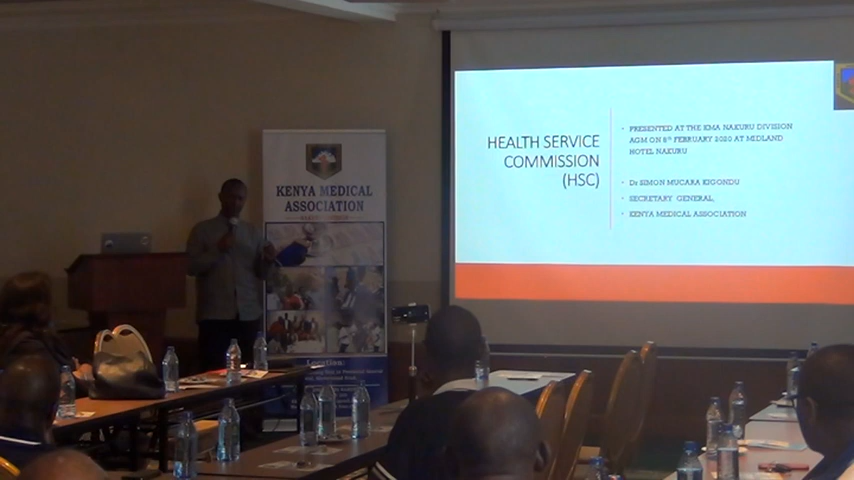 KENYA MEDICAL
ASSOCIATION
Location:
HEALTH SERVICE
COMMISSION
(HSC)
• PRESENTED AT THE KMA NAKURU DIVISION
AGM ON 8TH FEBRUARY 2020 AT MIDLAND
HOTEL NAKURU
• Dr SIMON MUCARA KIGONDU
• SECRETARY GENERAL,
• KENYA MEDICAL ASSOCIATION